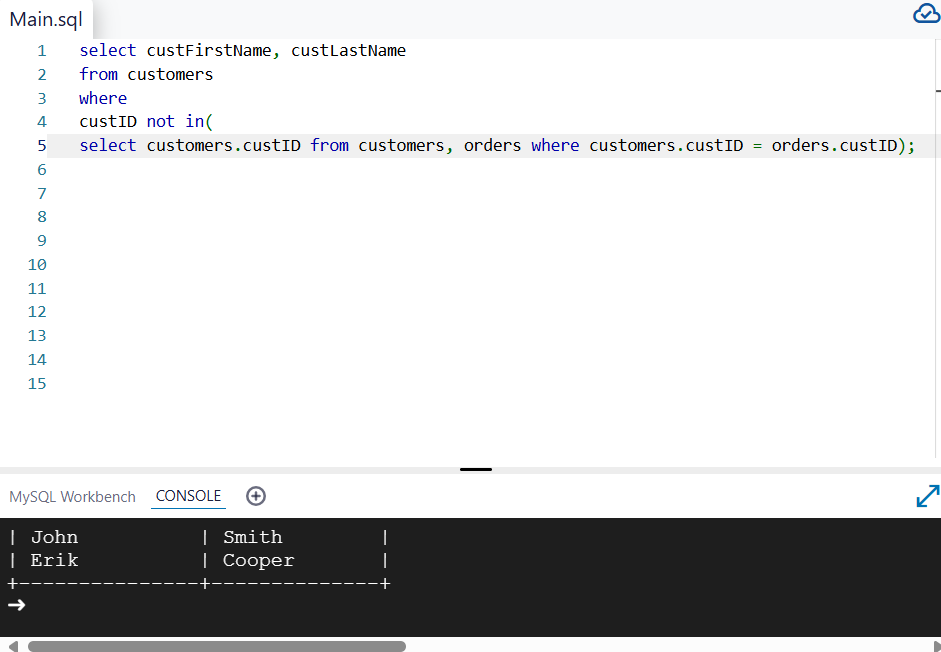 Main.sql
1 select custFirstName, custLastName
2 from customers
3 where
4 custID not in(
5 select customers.custID from customers, orders where customers.custID = orders.custID);
6
7
8
9
10
11
12
13
14
15
MySQL Workbench CONSOLE
| John | Smith |
| Erik | Cooper |
+---------------+--------------+